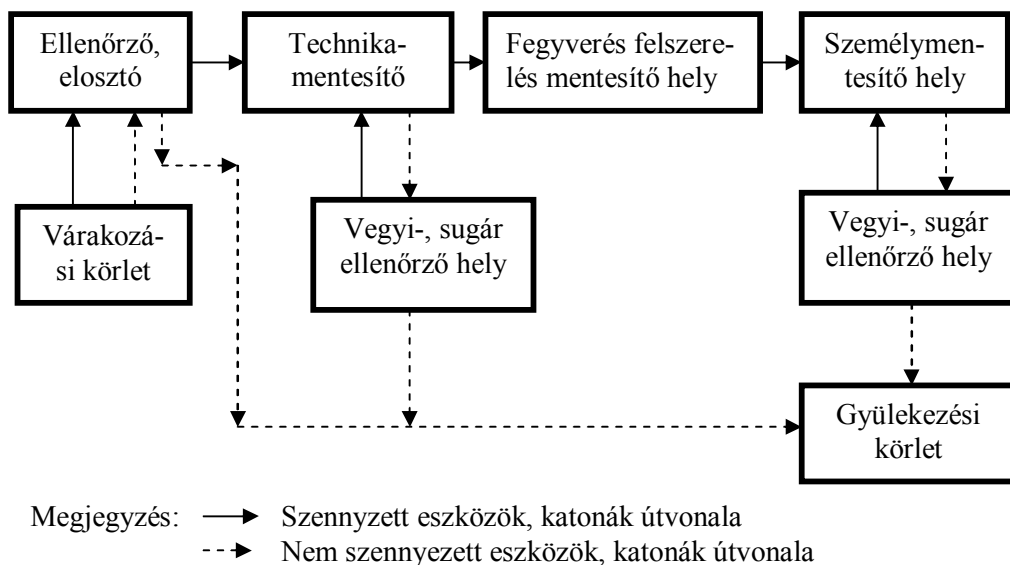 Ellenőrző,
elosztó
Technika-
mentesítő
Fegyverés felszere-
lés mentesítő hely
Személymen-
tesítő hely
Várakozá-
si körlet
Vegyi-, sugár
ellenőrző hely
Vegyi-, sugár
ellenőrző hely
Gyülekezési
körlet
Megjegyzés:
Szennyzett eszközök, katonák útvonala
Nem szennyezett eszközök, katonák útvonala